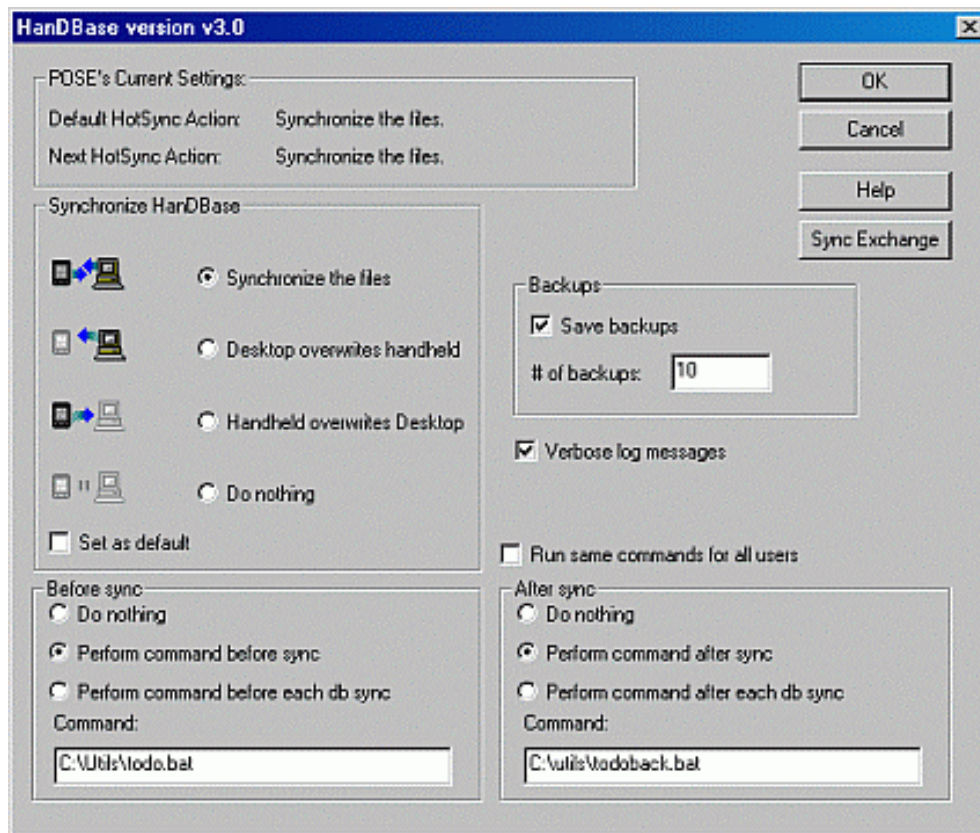 HanDBase version v3.0
POSE's Current Settings:
Default HotSync Action: Synchronize the files.
Next HotSync Action: Synchronize the files.
OK
Cancel
Help
Sync Exchange
Synchronize HanDBase
Synchronize the files
Desktop overwrites handheld
Handheld overwrites Desktop
Do nothing
Set as default
Backups
Save backups
# of backups: 10
Verbose log messages
Run same commands for all users
Before sync
Do nothing
Perform command before sync
Perform command before each db sync
Command:
C:\Utils\todo.bat
After sync
Do nothing
Perform command after sync
Perform command after each db sync
Command:
C:\utils\todoback.bat